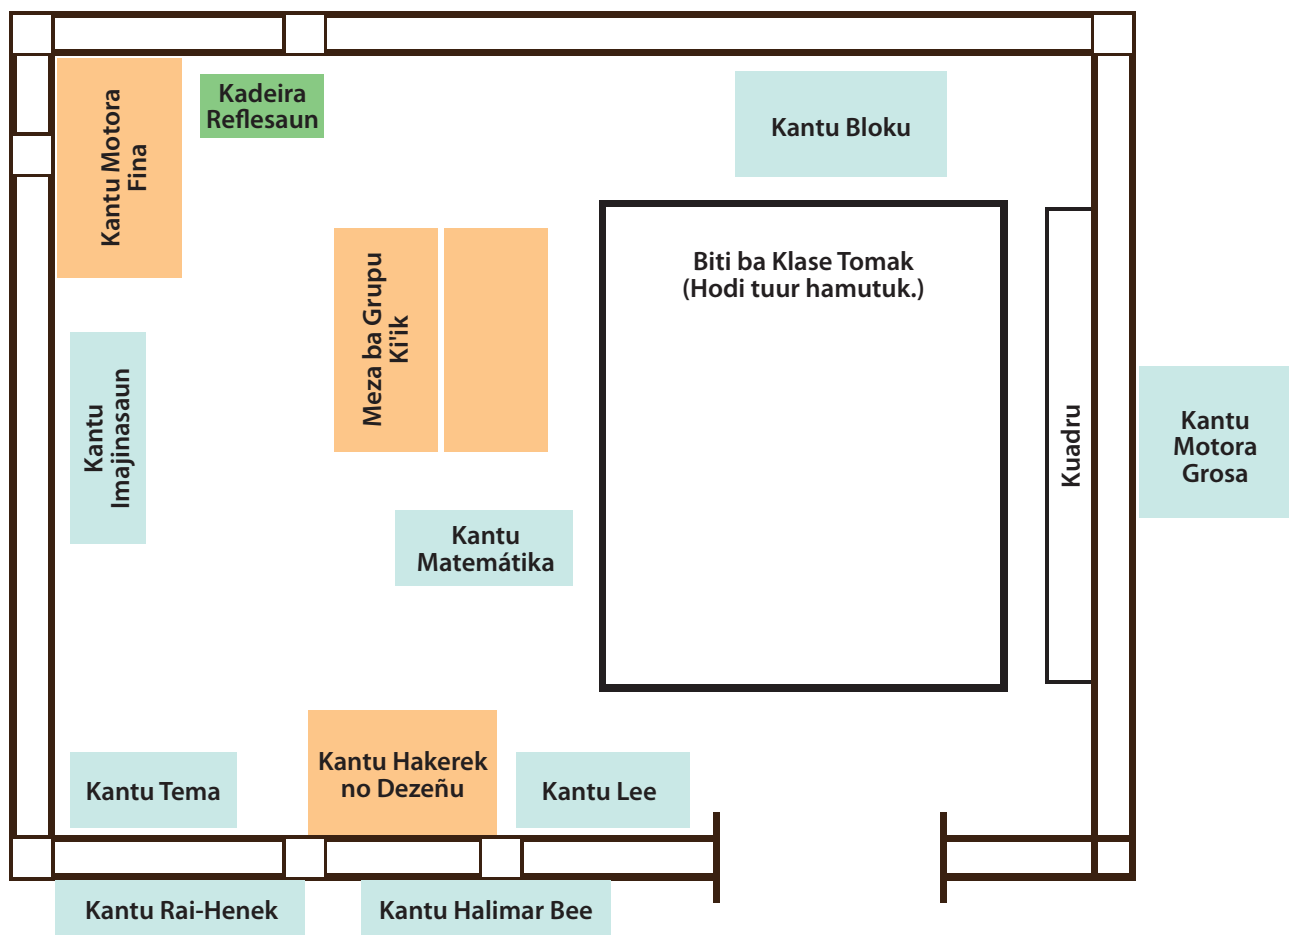 Kadeira
Reflesaun
Kantu Motora
Fina
Kantu Bloku
Meza ba Grupu
Ki'ik
Biti ba Klase Tomak
(Hodi tuur hamutuk.)
Kantu
Imajinasaun
Kuadru
Kantu
Motora
Grosa
Kantu
Matemátika
Kantu Tema
Kantu Hakerek
no Dezeñu
Kantu Lee
Kantu Rai-Henek
Kantu Halimar Bee